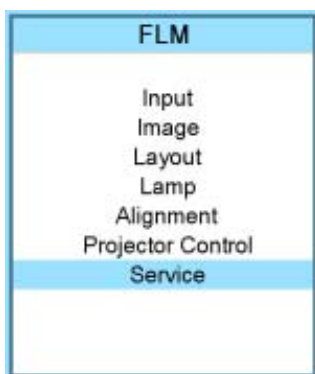 FLM
Input
Image
Layout
Lamp
Alignment
Projector Control
Service